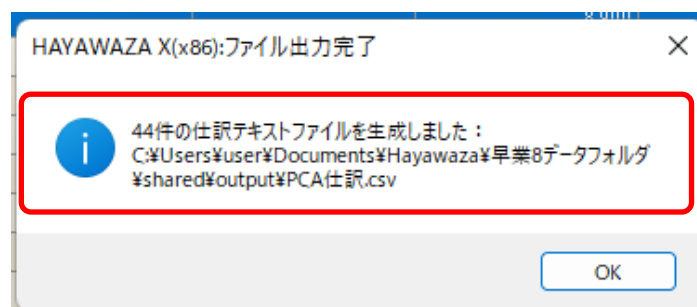 HAYAWAZA X(x86):ファイル出力完了
44件の仕訳テキストファイルを生成しました：
C:¥Users¥user¥Documents¥Hayawaza¥早業8データフォルダ
¥shared¥output¥PCA仕訳.csv
OK